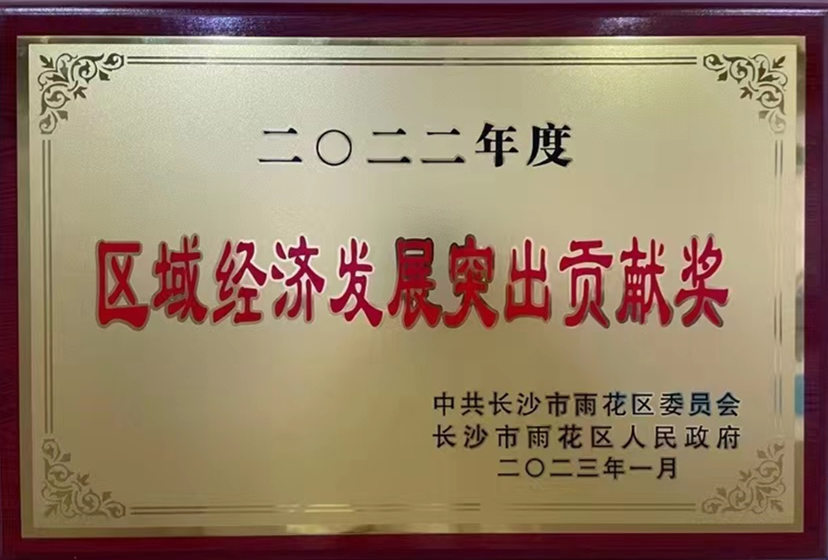 二〇二二年度
区域经济发展突出贡献奖
中共长沙市雨花区委员会
长沙市雨花区人民政府
二〇二三年一月